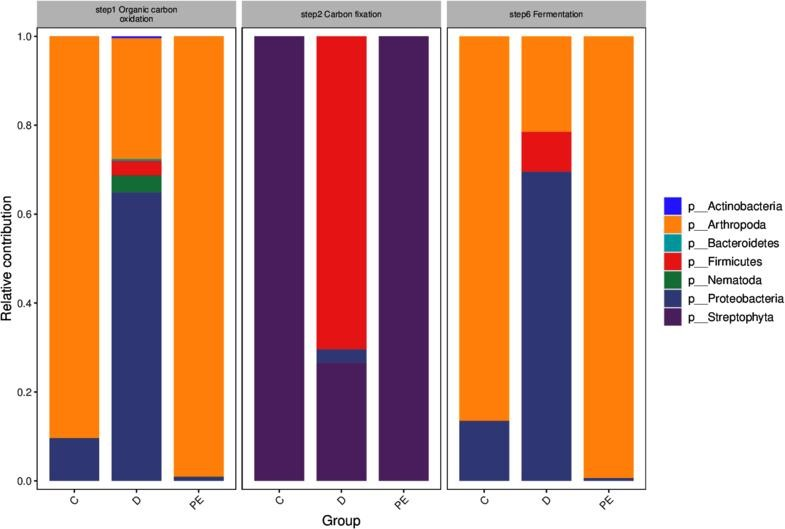 step1 Organic carbon
oxidation
step2 Carbon fixation
step6 Fermentation
1.0
0.8
0.6
0.4
0.2
0.0
Relative contribution
C
D
PE
C
D
PE
C
D
PE
Group
p__Actinobacteria
p__Arthropoda
p__Bacteroidetes
p__Firmicutes
p__Nematoda
p__Proteobacteria
p__Streptophyta